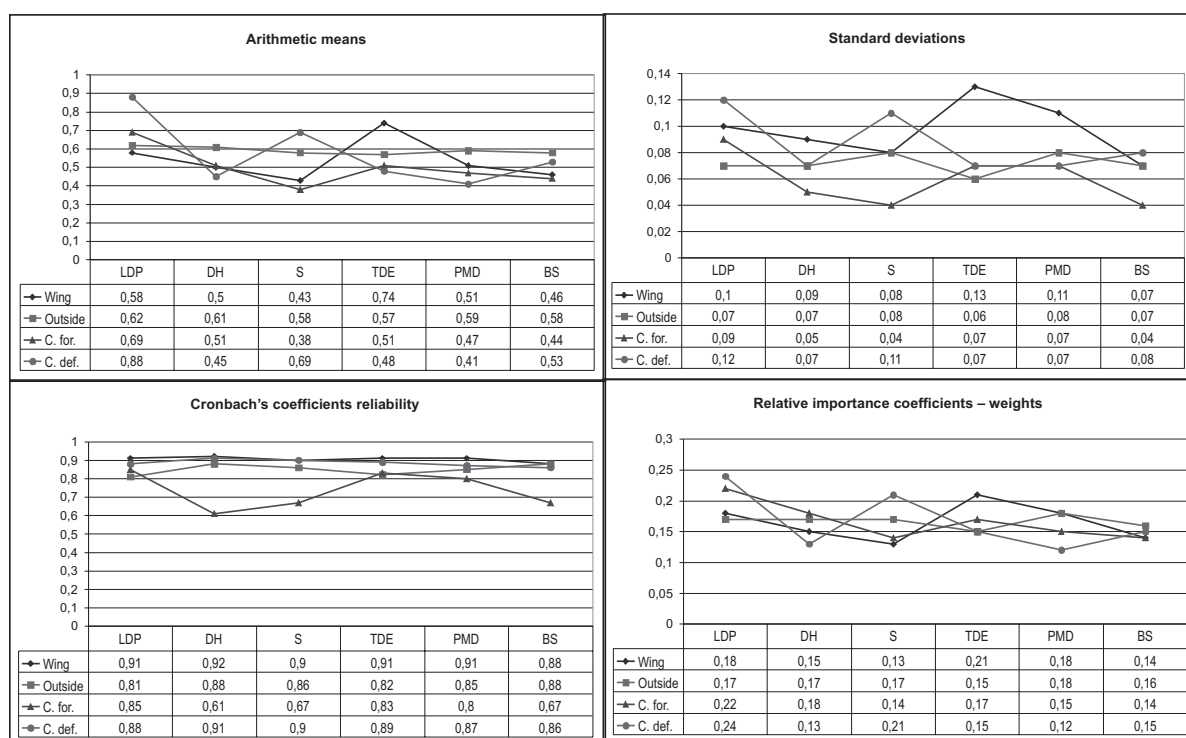 Arithmetic means
1
0,9
0,8
0,7
0,6
0,5
0,4
0,3
0,2
0,1
0
LDP DH S TDE PMD BS
Wing 0,58 0,5 0,43 0,74 0,51 0,46
Outside 0,62 0,61 0,58 0,57 0,59 0,58
C. for. 0,69 0,51 0,38 0,51 0,47 0,44
C. def. 0,88 0,45 0,69 0,48 0,41 0,53
Standard deviations
0,14
0,12
0,1
0,08
0,06
0,04
0,02
0
LDP DH S TDE PMD BS
Wing 0,1 0,09 0,08 0,13 0,11 0,07
Outside 0,07 0,07 0,08 0,06 0,08 0,07
C. for. 0,09 0,05 0,04 0,07 0,07 0,04
C. def. 0,12 0,07 0,11 0,07 0,07 0,08
Cronbach's coefficients reliability
1
0,9
0,8
0,7
0,6
0,5
0,4
0,3
0,2
0,1
0
LDP DH S TDE PMD BS
Wing 0,91 0,92 0,9 0,91 0,91 0,88
Outside 0,81 0,88 0,86 0,82 0,85 0,88
C. for. 0,85 0,61 0,67 0,83 0,8 0,67
C. def. 0,88 0,91 0,9 0,89 0,87 0,86
Relative importance coefficients – weights
0,3
0,25
0,2
0,15
0,1
0,05
0
LDP DH S TDE PMD BS
Wing 0,18 0,15 0,13 0,21 0,18 0,14
Outside 0,17 0,17 0,17 0,15 0,18 0,16
C. for. 0,22 0,18 0,14 0,17 0,15 0,14
C. def. 0,24 0,13 0,21 0,15 0,12 0,15